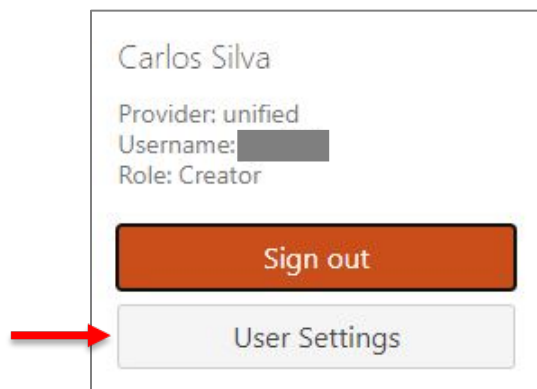 Carlos Silva
Provider: unified
Username:
Role: Creator
Sign out
User Settings